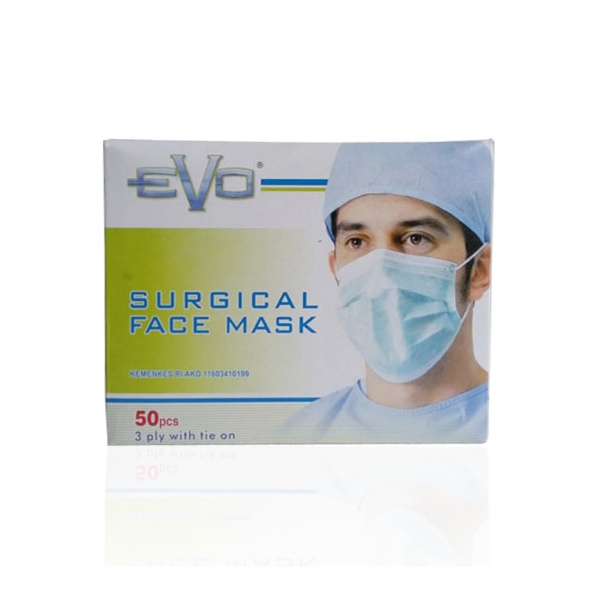 EVO®
SURGICAL
FACE MASK
KEMENKES RI AKD 11603410199
50pcs
3 ply with tie on